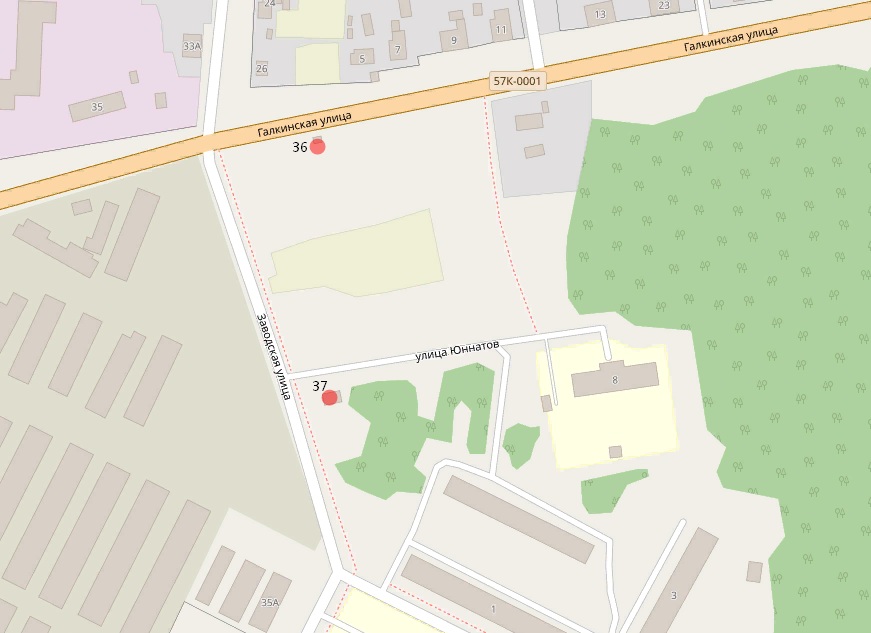 24
23
13
11
9
33А
7
5
26
Галкинская улица
57К-0001
35
Галкинская улица
36
Заводская улица
улица Юннатов
8
37
3
35А
1